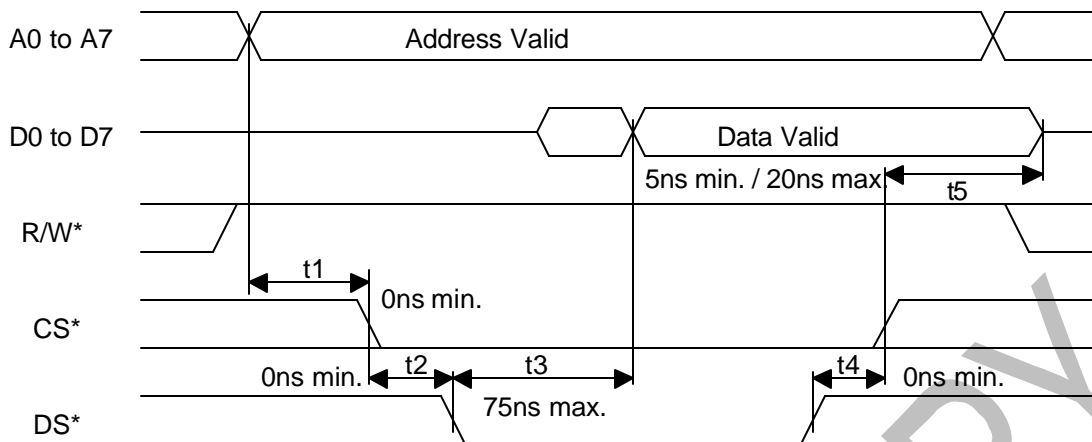 A0 to A7
Address Valid
D0 to D7
Data Valid
5ns min. / 20ns max.
t5
R/W*
t1
0ns min.
CS*
0ns min.
t2
t3
t4
0ns min.
75ns max.
DS*